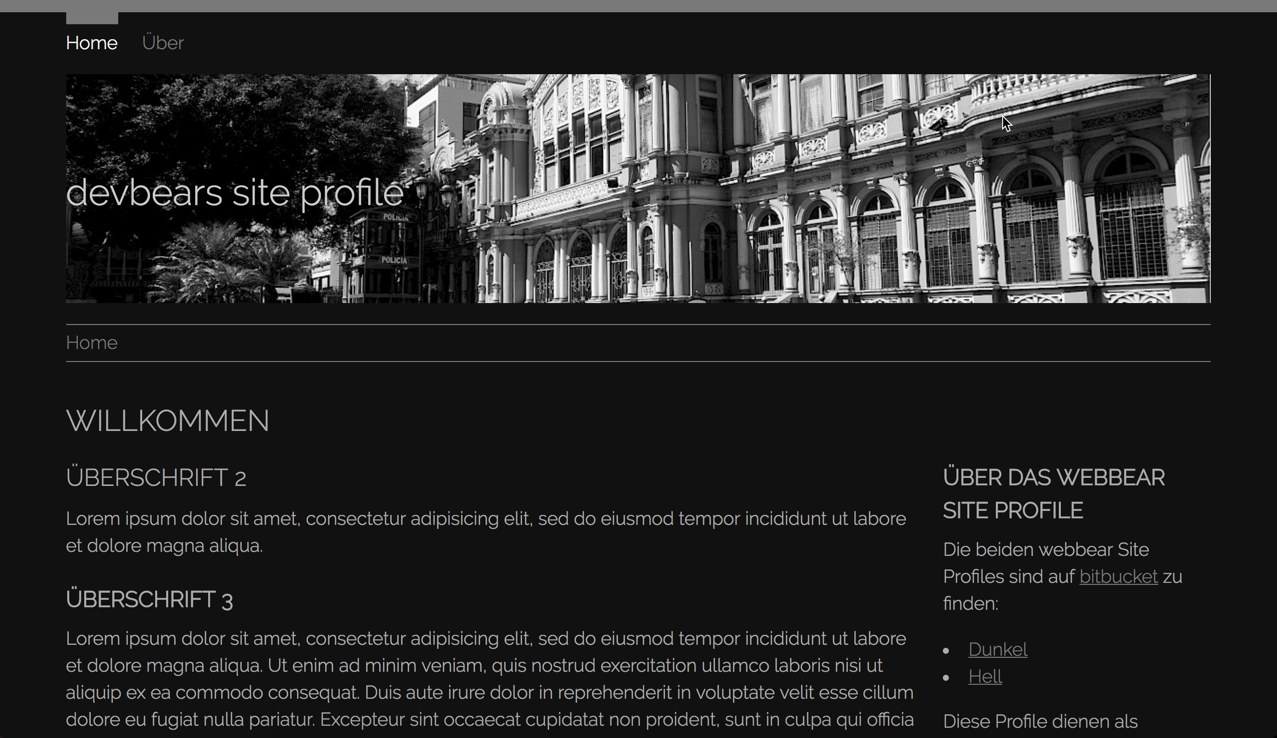 Home Über
devbears site profile
POLICIA
POLICIA
Home
WILLKOMMEN
ÜBERSCHRIFT 2
Lorem ipsum dolor sit amet, consectetur adipisicing elit, sed do eiusmod tempor incididunt ut labore
et dolore magna aliqua.
ÜBERSCHRIFT 3
Lorem ipsum dolor sit amet, consectetur adipisicing elit, sed do eiusmod tempor incididunt ut labore
et dolore magna aliqua. Ut enim ad minim veniam, quis nostrud exercitation ullamco laboris nisi ut
aliquip ex ea commodo consequat. Duis aute irure dolor in reprehenderit in voluptate velit esse cillum
dolore eu fugiat nulla pariatur. Excepteur sint occaecat cupidatat non proident, sunt in culpa qui officia
ÜBER DAS WEBBEAR
SITE PROFILE
Die beiden webbear Site
Profiles sind auf bitbucket zu
finden:
• Dunkel
• Hell
Diese Profile dienen als